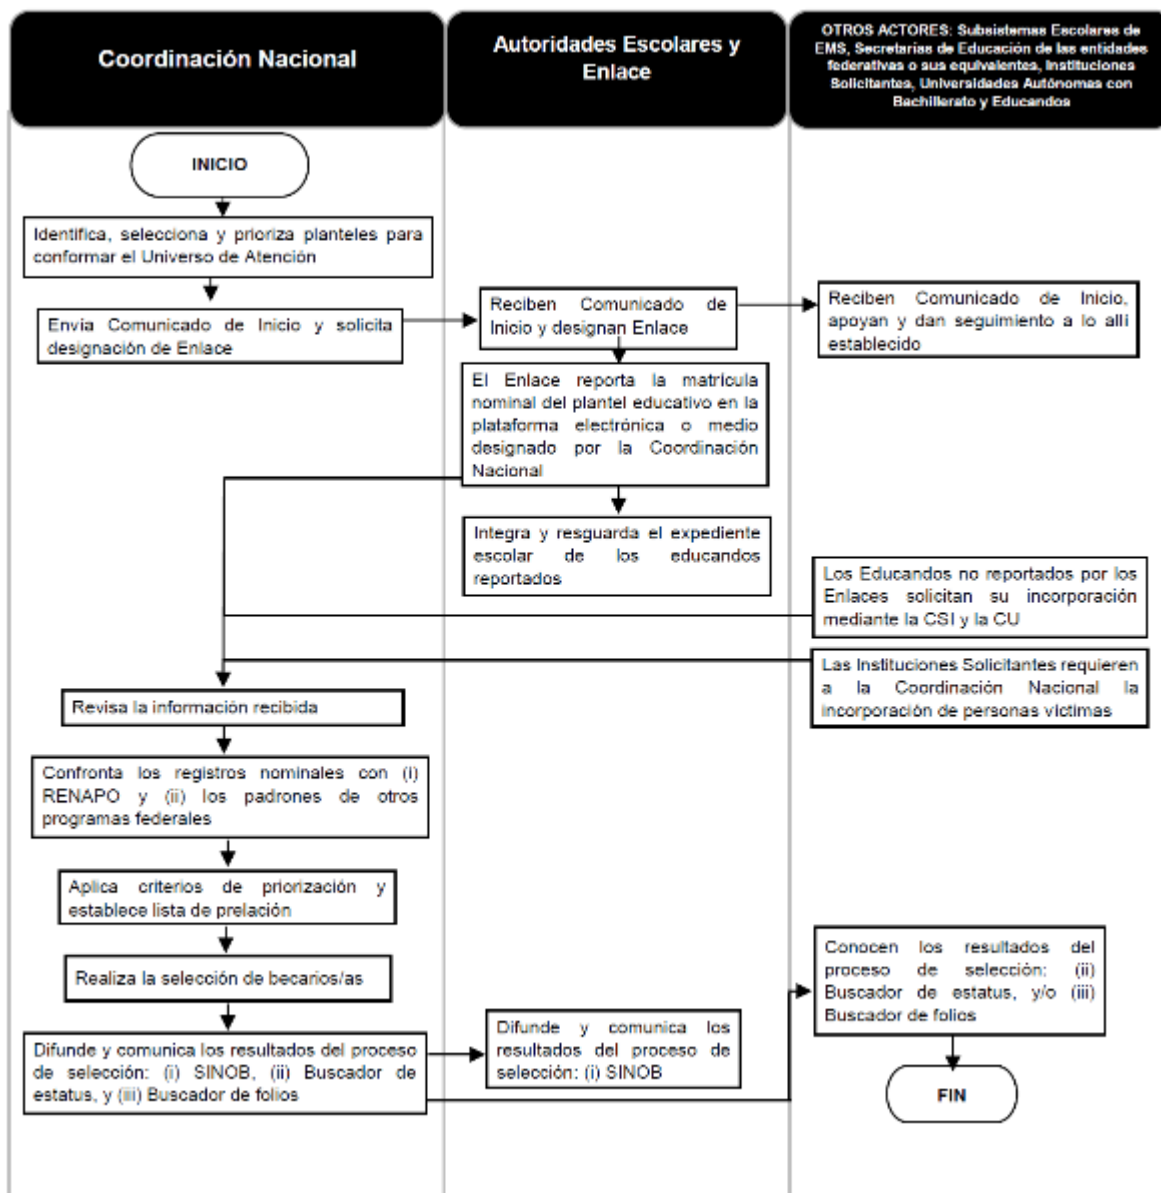 Coordinación Nacional
Autoridades Escolares y
Enlace
OTROS ACTORES: Subsistemas Escolares de
EMS, Secretarías de Educación de las entidades
federativas o sus equivalentes, Instituciones
Solicitantes, Universidades Autónomas con
Bachillerato y Educandos
INICIO
Identifica, selecciona y prioriza planteles para
conformar el Universo de Atención
Envía Comunicado de Inicio y solicita
designación de Enlace
Reciben Comunicado de
Inicio y designan Enlace
Reciben Comunicado de Inicio,
apoyan y dan seguimiento a lo allí
establecido
El Enlace reporta la matrícula
nominal del plantel educativo en la
plataforma electrónica o medio
designado por la Coordinación
Nacional
Integra y resguarda el expediente
escolar de los educandos
reportados
Los Educandos no reportados por los
Enlaces solicitan su incorporación
mediante la CSI y la CU
Las Instituciones Solicitantes requieren
a la Coordinación Nacional la
incorporación de personas víctimas
Revisa la información recibida
Confronta los registros nominales con (i)
RENAPO y (ii) los padrones de otros
programas federales
Aplica criterios de priorización y
establece lista de prelación
Realiza la selección de becarios/as
Difunde y comunica los resultados del proceso
de selección: (i) SINOB, (ii) Buscador de
estatus, y (iii) Buscador de folios
Difunde y comunica los
resultados del proceso de
selección: (i) SINOB
Conocen los resultados del
proceso de selección: (ii)
Buscador de estatus, y/o (iii)
Buscador de folios
FIN